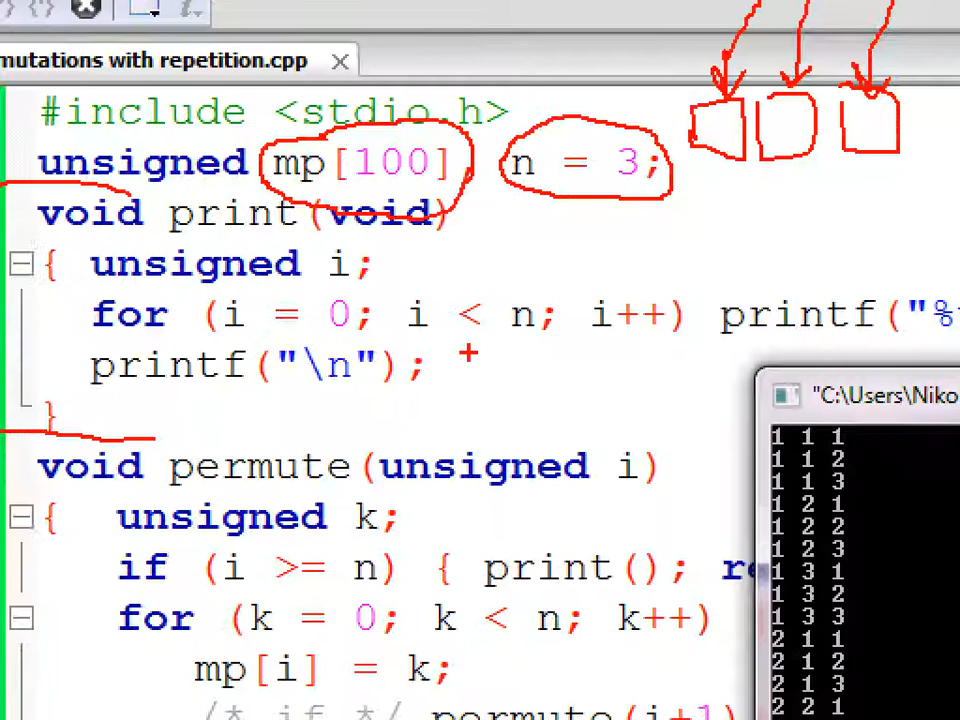 mutations with repetition.cpp
#include <stdio.h>
unsigned mp[100], n = 3;
void print(void)
{ unsigned i;
for (i = 0; i < n; i++) printf("%
printf("\n");
}
void permute(unsigned i)
{ unsigned k;
if (i >= n) { print(); re
for (k = 0; k < n; k++)
mp[i] = k;
/* if */ permute(i+1)
"C:\Users\Niko
1 1 1
1 1 2
1 1 3
1 2 1
1 2 2
1 2 3
1 3 1
1 3 2
1 3 3
2 1 1
2 1 2
2 1 3
2 2 1